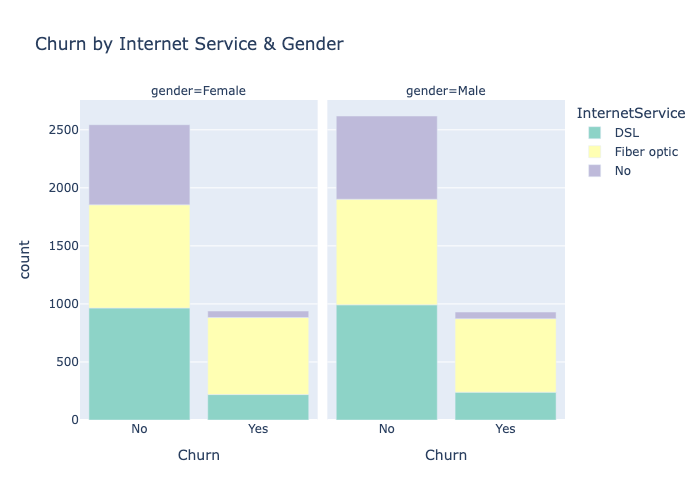 Churn by Internet Service & Gender
gender=Female
gender=Male
InternetService
DSL
Fiber optic
No
2500
2000
1500
1000
500
0
count
No
Yes
No
Yes
Churn
Churn